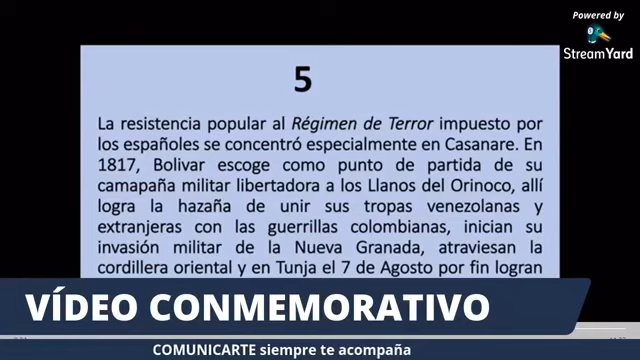 Powered by
StreamYard
5
La resistencia popular al Régimen de Terror impuesto por
los españoles se concentró especialmente en Casanare. En
1817, Bolivar escoge como punto de partida de su
camapaña militar libertadora a los Llanos del Orinoco, allí
logra la hazaña de unir sus tropas venezolanas y
extranjeras con las guerrillas colombianas, inician su
invasión militar de la Nueva Granada, atraviesan la
cordillera oriental y en Tunja el 7 de Agosto por fin logran
VÍDEO CONMEMORATIVO
COMUNICARTE siempre te acompaña